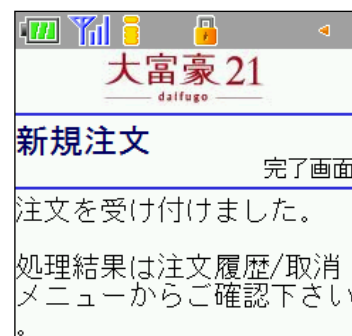 大富豪21
daifugo
新規注文
完了画面
注文を受け付けました。
処理結果は注文履歴/取消
メニューからご確認下さい
。